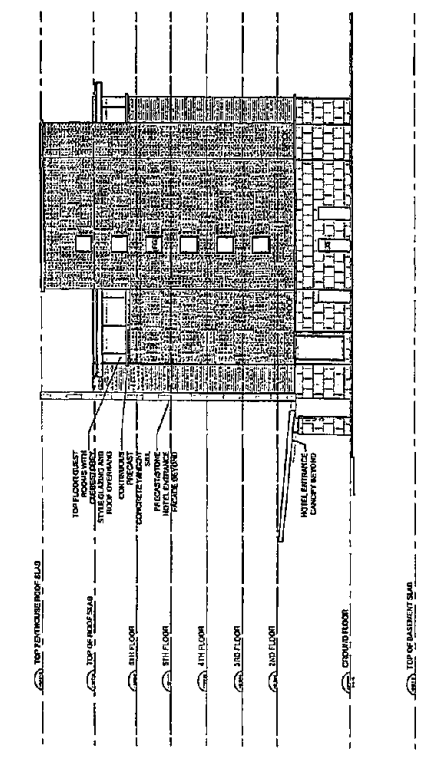 TOP FLOOR GUEST
ROOMS WITH
STYLE GLAZING AND
ROOF OVERHANG
CONTINUOUS
PRECAST
CONCRETE WINDOW
SILL
PRECAST STONE
HOTEL ENTRANCE
FACADE BEYOND
HOTEL ENTRANCE
CANOPY BEYOND
TOP PENTHOUSE ROOF SLAB
TOP OF ROOF SLAB
6TH FLOOR
5TH FLOOR
4TH FLOOR
3RD FLOOR
2ND FLOOR
GROUND FLOOR
TOP OF BASEMENT SLAB